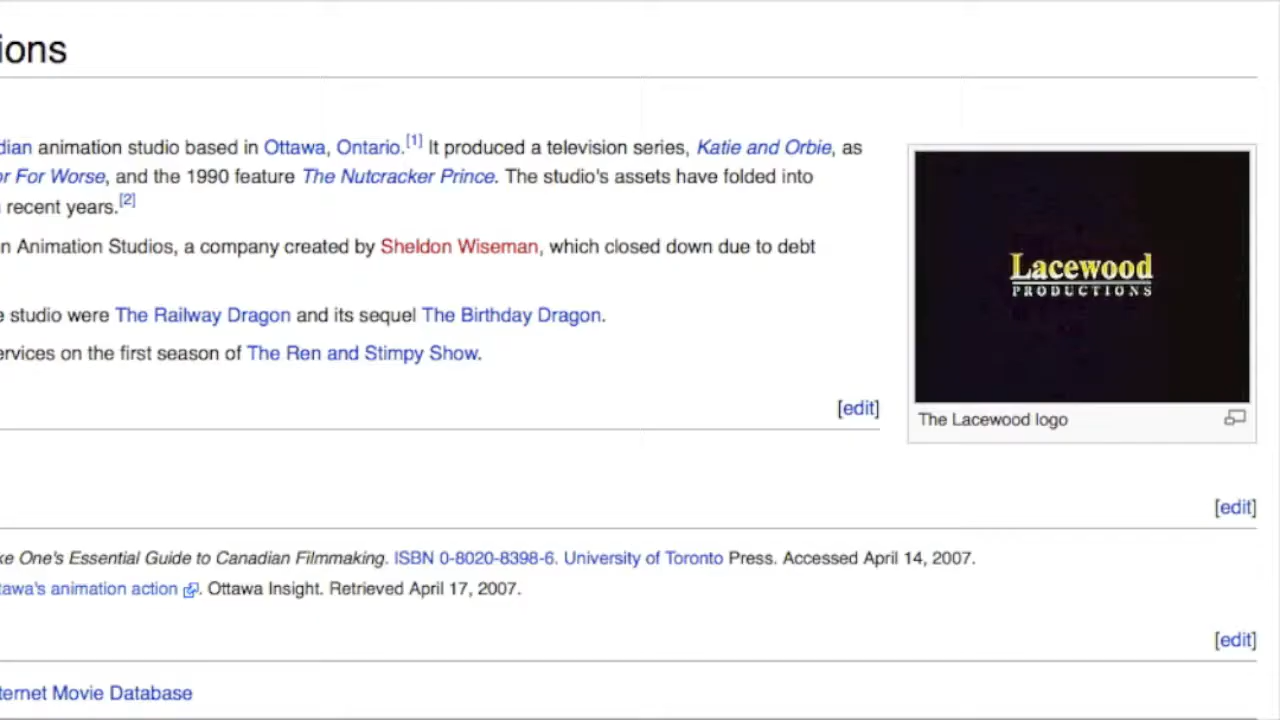 ions
dian animation studio based in Ottawa, Ontario.[1] It produced a television series, Katie and Orbie, as
or For Worse, and the 1990 feature The Nutcracker Prince. The studio's assets have folded into
recent years.[2]
n Animation Studios, a company created by Sheldon Wiseman, which closed down due to debt
e studio were The Railway Dragon and its sequel The Birthday Dragon.
ervices on the first season of The Ren and Stimpy Show.
Lacewood
PRODUCTIONS
The Lacewood logo
[edit]
[edit]
ke One's Essential Guide to Canadian Filmmaking. ISBN 0-8020-8398-6. University of Toronto Press. Accessed April 14, 2007.
tawa's animation action. Ottawa Insight. Retrieved April 17, 2007.
[edit]
ternet Movie Database